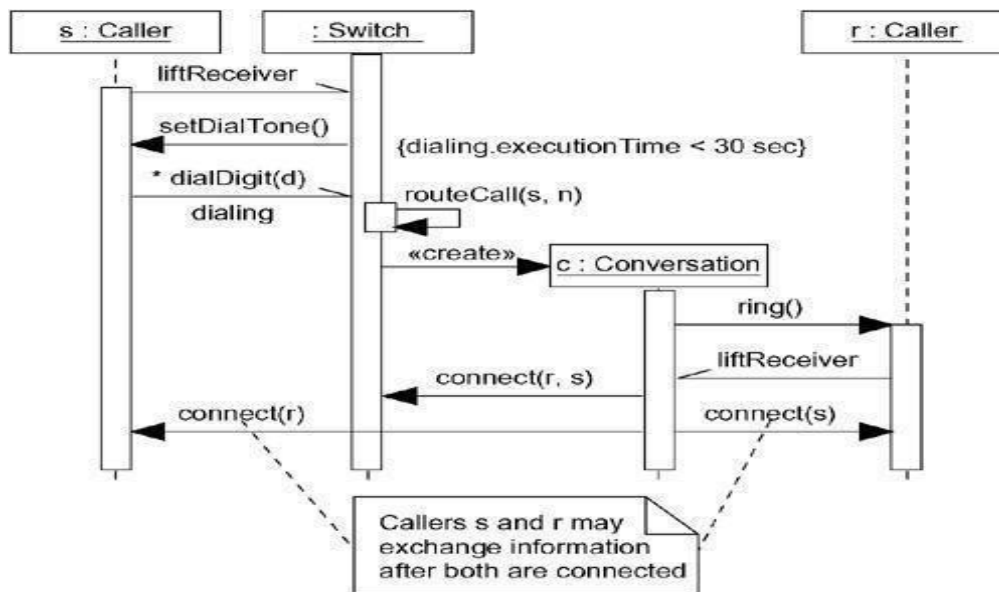 s : Caller
: Switch
r : Caller
liftReceiver
setDialTone()
{dialing.executionTime < 30 sec}
* dialDigit(d)
dialing
routeCall(s, n)
«create»
c : Conversation
ring()
liftReceiver
connect(r, s)
connect(r)
connect(s)
Callers s and r may
exchange information
after both are connected